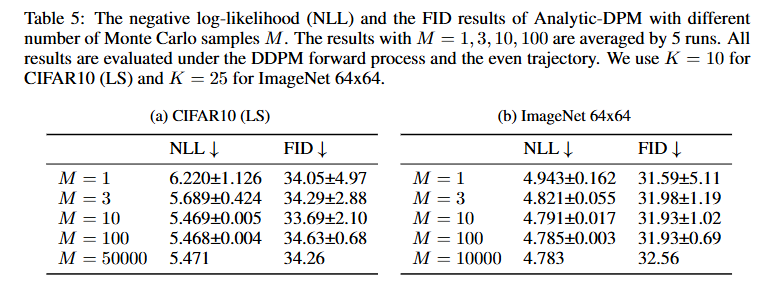 Table 5: The negative log-likelihood (NLL) and the FID results of Analytic-DPM with different
number of Monte Carlo samples M. The results with M = 1, 3, 10, 100 are averaged by 5 runs. All
results are evaluated under the DDPM forward process and the even trajectory. We use K = 10 for
CIFAR10 (LS) and K = 25 for ImageNet 64x64.
(a) CIFAR10 (LS)
NLL ↓ FID ↓
M = 1 6.220±1.126 34.05±4.97
M = 3 5.689±0.424 34.29±2.88
M = 10 5.469±0.005 33.69±2.10
M = 100 5.468±0.004 34.63±0.68
M = 50000 5.471 34.26
(b) ImageNet 64x64
NLL ↓ FID ↓
M = 1 4.943±0.162 31.59±5.11
M = 3 4.821±0.055 31.98±1.19
M = 10 4.791±0.017 31.93±1.02
M = 100 4.785±0.003 31.93±0.69
M = 10000 4.783 32.56